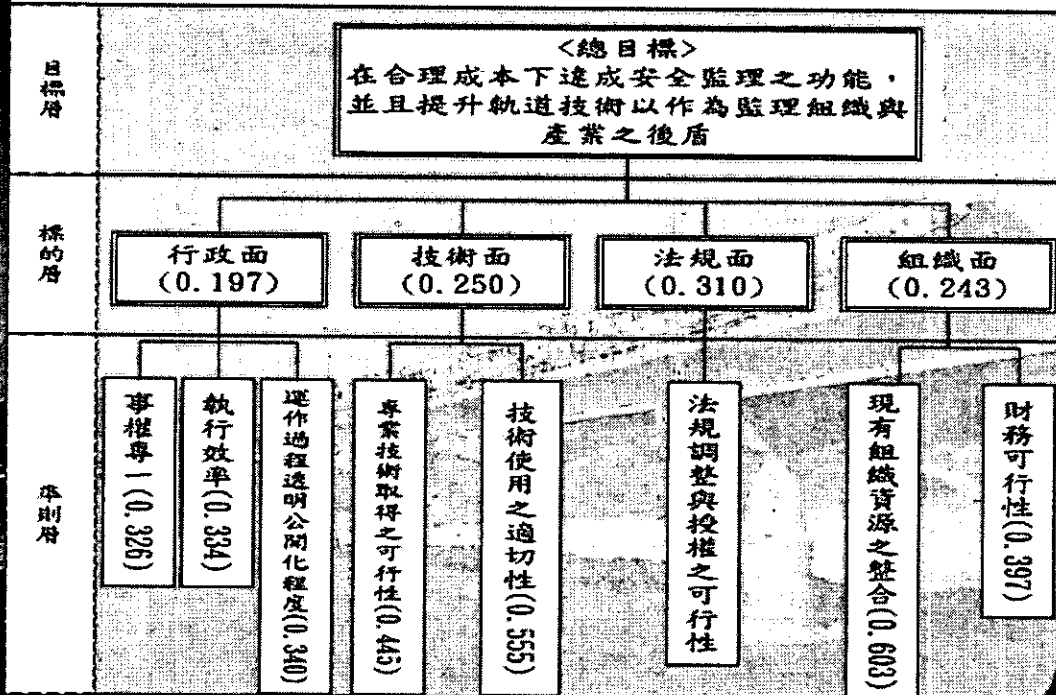 目標層
<總目標>
在合理成本下達成安全監理之功能，
並且提升軌道技術以作為監理組織與
產業之後盾
標的層
行政面
(0.197)
技術面
(0.250)
法規面
(0.310)
組織面
(0.243)
準則層
事權專一(0.326)
執行效率(0.334)
運作過程透明公開化程度(0.340)
專業技術取得之可行性(0.445)
技術使用之適切性(0.555)
法規調整與授權之可行性
現有組織資源之整合(0.603)
財務可行性(0.397)